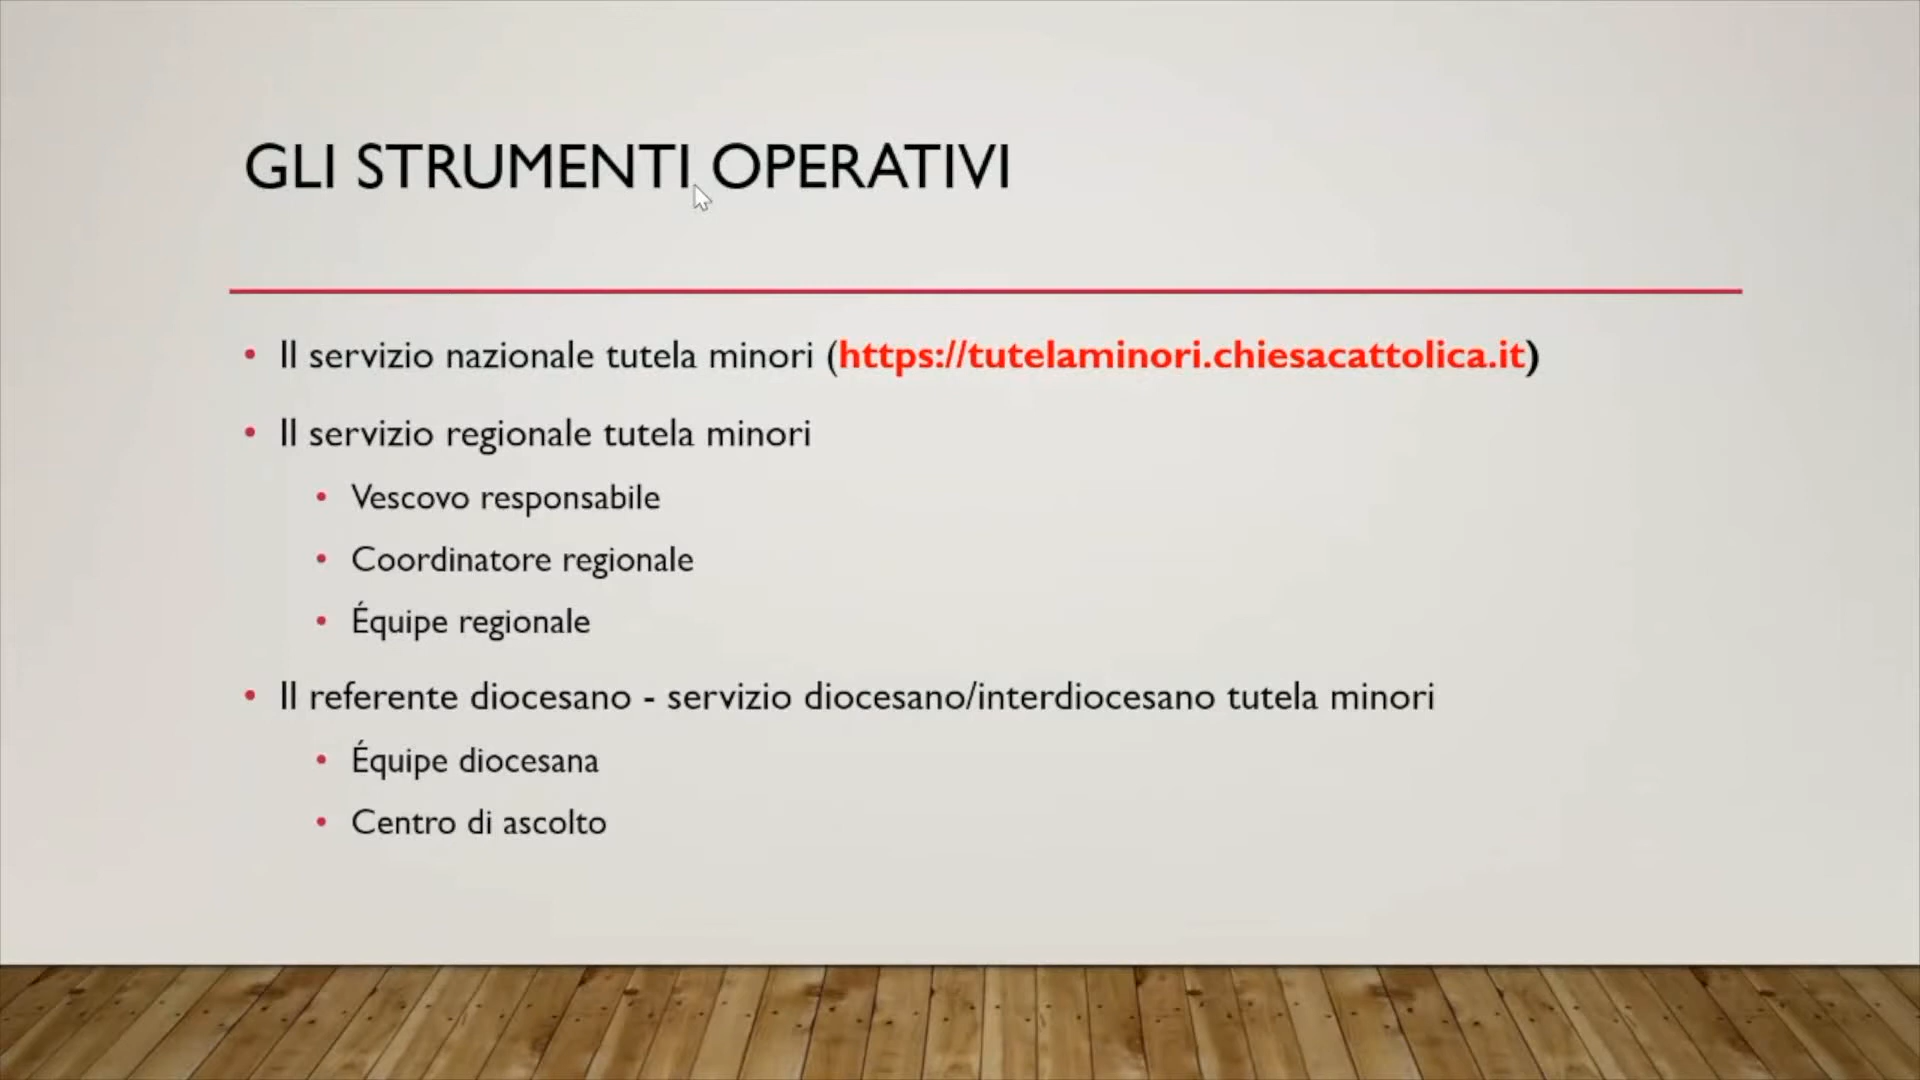 GLI STRUMENTI OPERATIVI
• Il servizio nazionale tutela minori (https://tutelaminori.chiesacattolica.it)
• Il servizio regionale tutela minori
• Vescovo responsabile
• Coordinatore regionale
• Équipe regionale
• Il referente diocesano - servizio diocesano/interdiocesano tutela minori
• Équipe diocesana
• Centro di ascolto